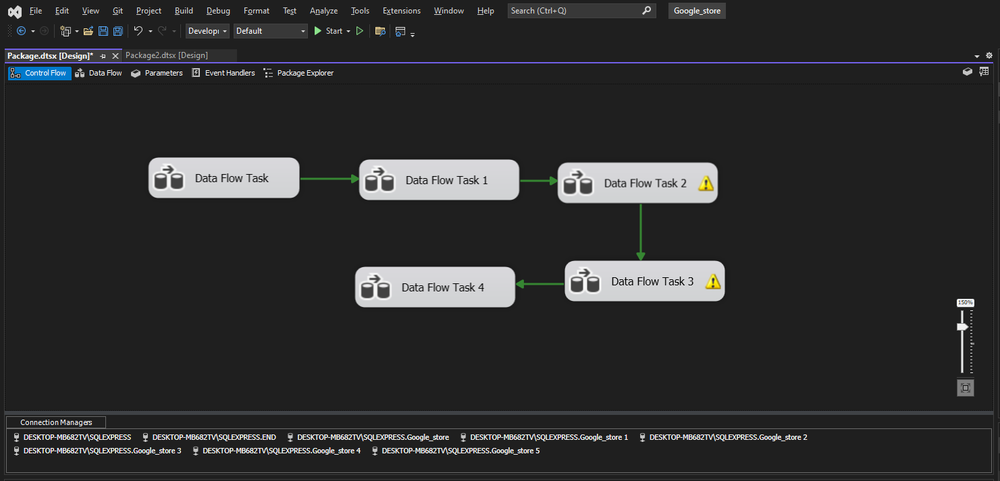 File Edit View Git Project Build Debug Format Test Analyze Tools Extensions Window Help Search (Ctrl+Q) Google_store
Developi Default Start
Package.dtsx [Design]* Package2.dtsx [Design]
Control Flow Data Flow Parameters Event Handlers Package Explorer
Data Flow Task Data Flow Task 1 Data Flow Task 2
Data Flow Task 4 Data Flow Task 3
150%
Connection Managers
DESKTOP-MB682TV\SQLEXPRESS DESKTOP-MB682TV\SQLEXPRESS.END DESKTOP-MB682TV\SQLEXPRESS.Google_store DESKTOP-MB682TV\SQLEXPRESS.Google_store 1 DESKTOP-MB682TV\SQLEXPRESS.Google_store 2
DESKTOP-MB682TV\SQLEXPRESS.Google_store 3 DESKTOP-MB682TV\SQLEXPRESS.Google_store 4 DESKTOP-MB682TV\SQLEXPRESS.Google_store 5